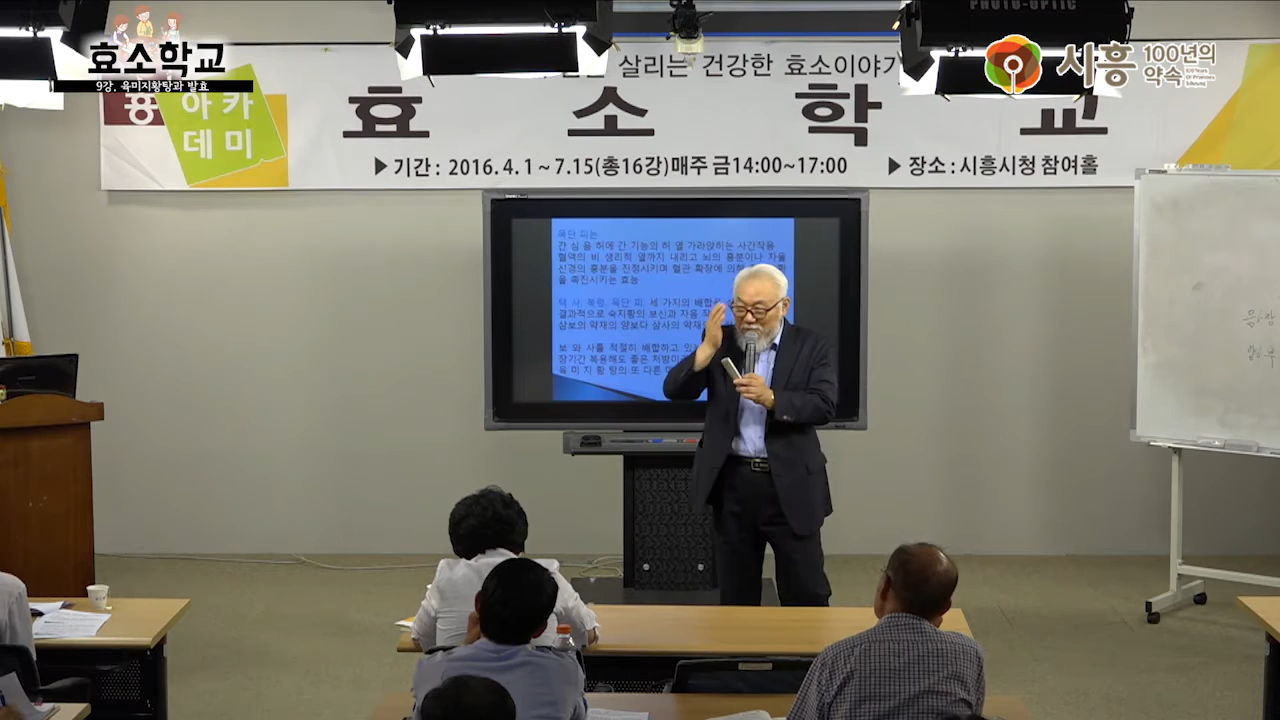 효소학교
9강. 육미지황탕과 발효
PHOTO-OPTIC
살리는 건강한 효소이야기
시흥 100년의
약속
아카
데미
효 소 학 교
▶기간 : 2016.4.1~7.15(총16강)매주 금14:00~17:00 ▶장소 : 시흥시청 참여홀
목단 피는
간 심 을 허에 간 기능의 허 열 가라앉히는 사간작용
혈액의 비 생리적 열까지 내리고 뇌의 흥분이나 자율
신경의 흥분을 진정시키며 혈관 확장에 의해
을 촉진시키는 효능
택 사, 복령, 목단 피, 세 가지의 배합을
결과적으로 숙지황의 보신과 자음
삼보의 약재의 양보다 삼사의 약재
보 와 사를 적절히 배합하고
장기간 복용해도 좋은 처방이
육 미 지 황 탕의 또 다른